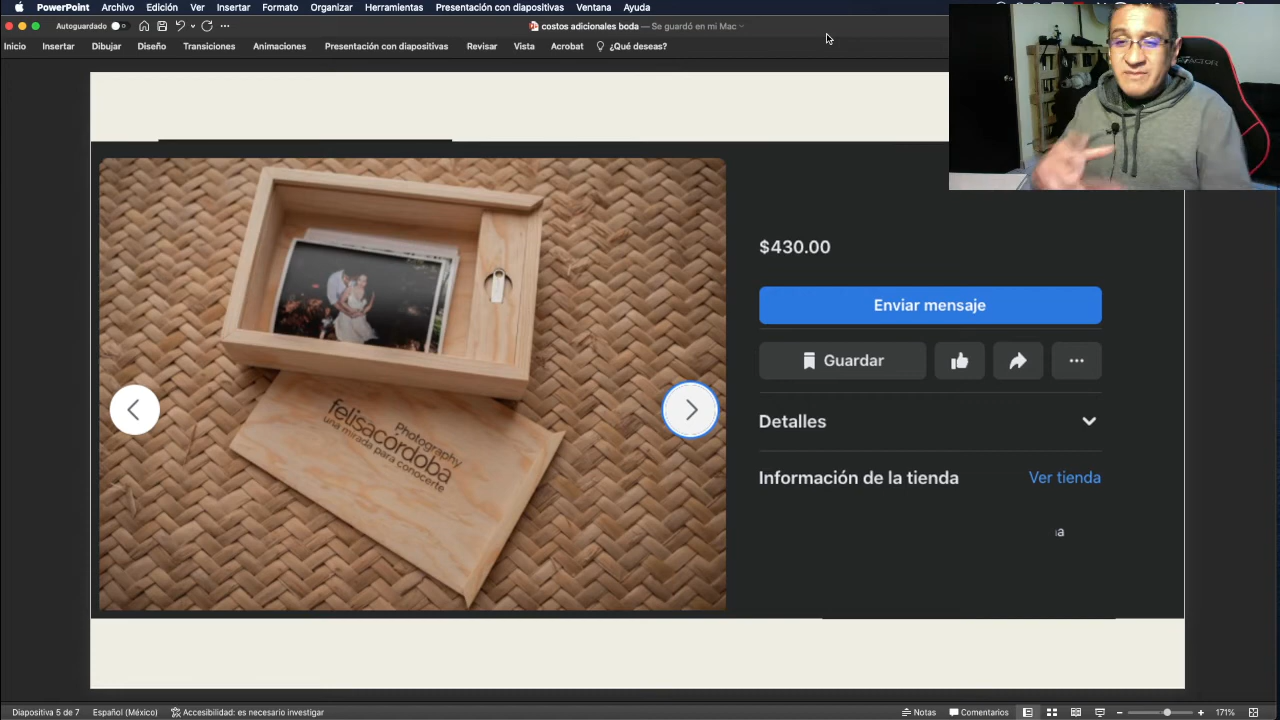 PowerPoint Archivo Edición Ver Insertar Formato Organizar Herramientas Presentación con diapositivas Ventana Ayuda
Autoguardado costos adicionales boda — Se guardó en mi Mac
Inicio Insertar Dibujar Diseño Transiciones Animaciones Presentación con diapositivas Revisar Vista Acrobat ¿Qué deseas?
$430.00
Enviar mensaje
Guardar
Detalles
Información de la tienda Ver tienda
Photography
felisacórdoba
una mirada para conocerte
Diapositiva 5 de 7 Español (México) Accesibilidad: es necesario investigar Notas Comentarios 171%